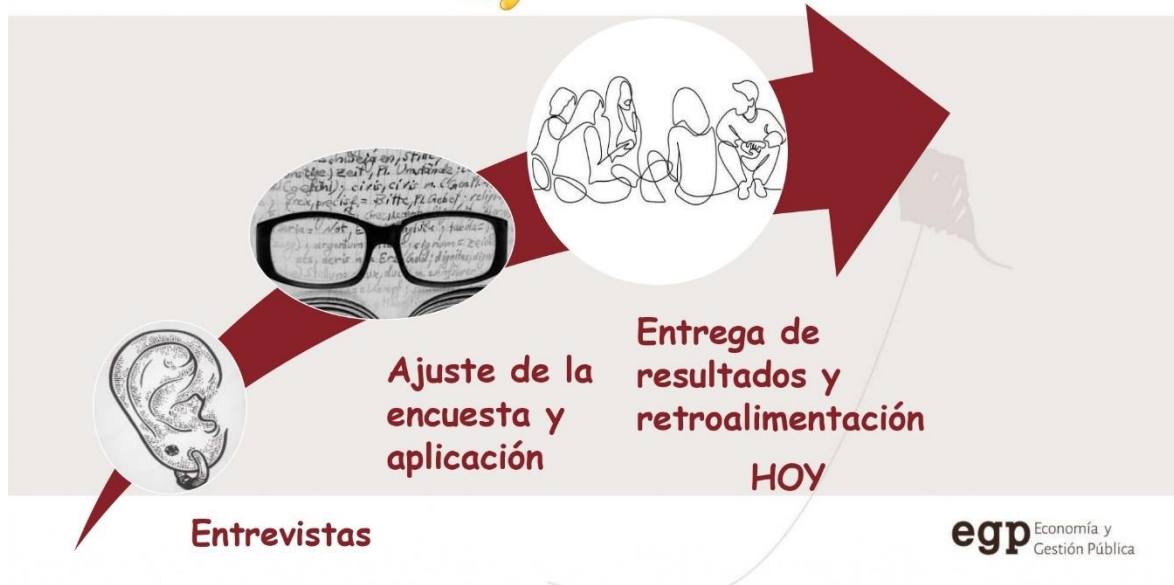 Entrevistas
Ajuste de la
encuesta y
aplicación
Entrega de
resultados y
retroalimentación
HOY
egp Economía y
Gestión Pública